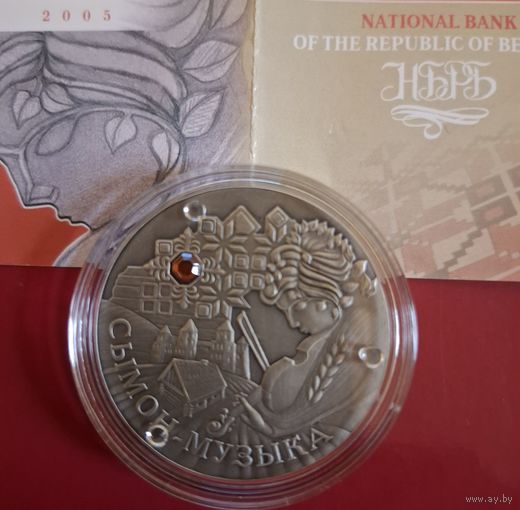 2005
NATIONAL BANK
OF THE REPUBLIC OF BE
НБРБ
СЫМОН-МУЗЫКА
www.ay.by